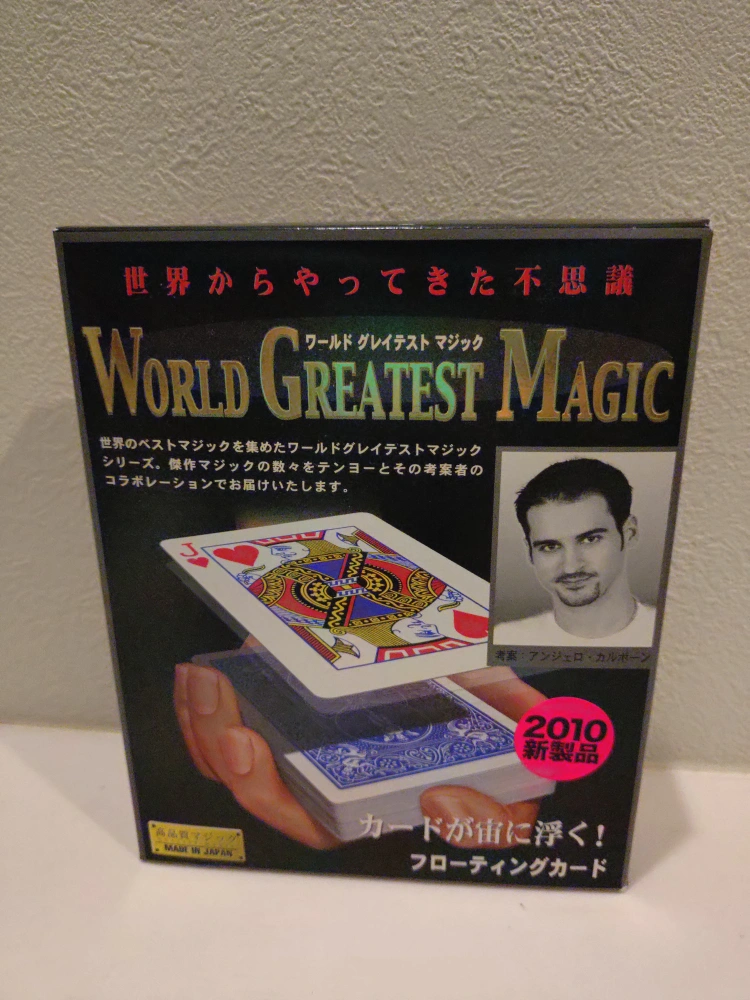 世界からやってきた不思議
ワールド グレイテスト マジック
WORLD GREATEST MAGIC
世界のベストマジックを集めたワールドグレイテストマジック
シリーズ。傑作マジックの数々をテンヨーとその考案者の
コラボレーションでお届けいたします。
J
考案：アンジェロ・カルボーン
2010
新製品
カードが宙に浮く!
フローティングカード
高品質マジック
MADE IN JAPAN